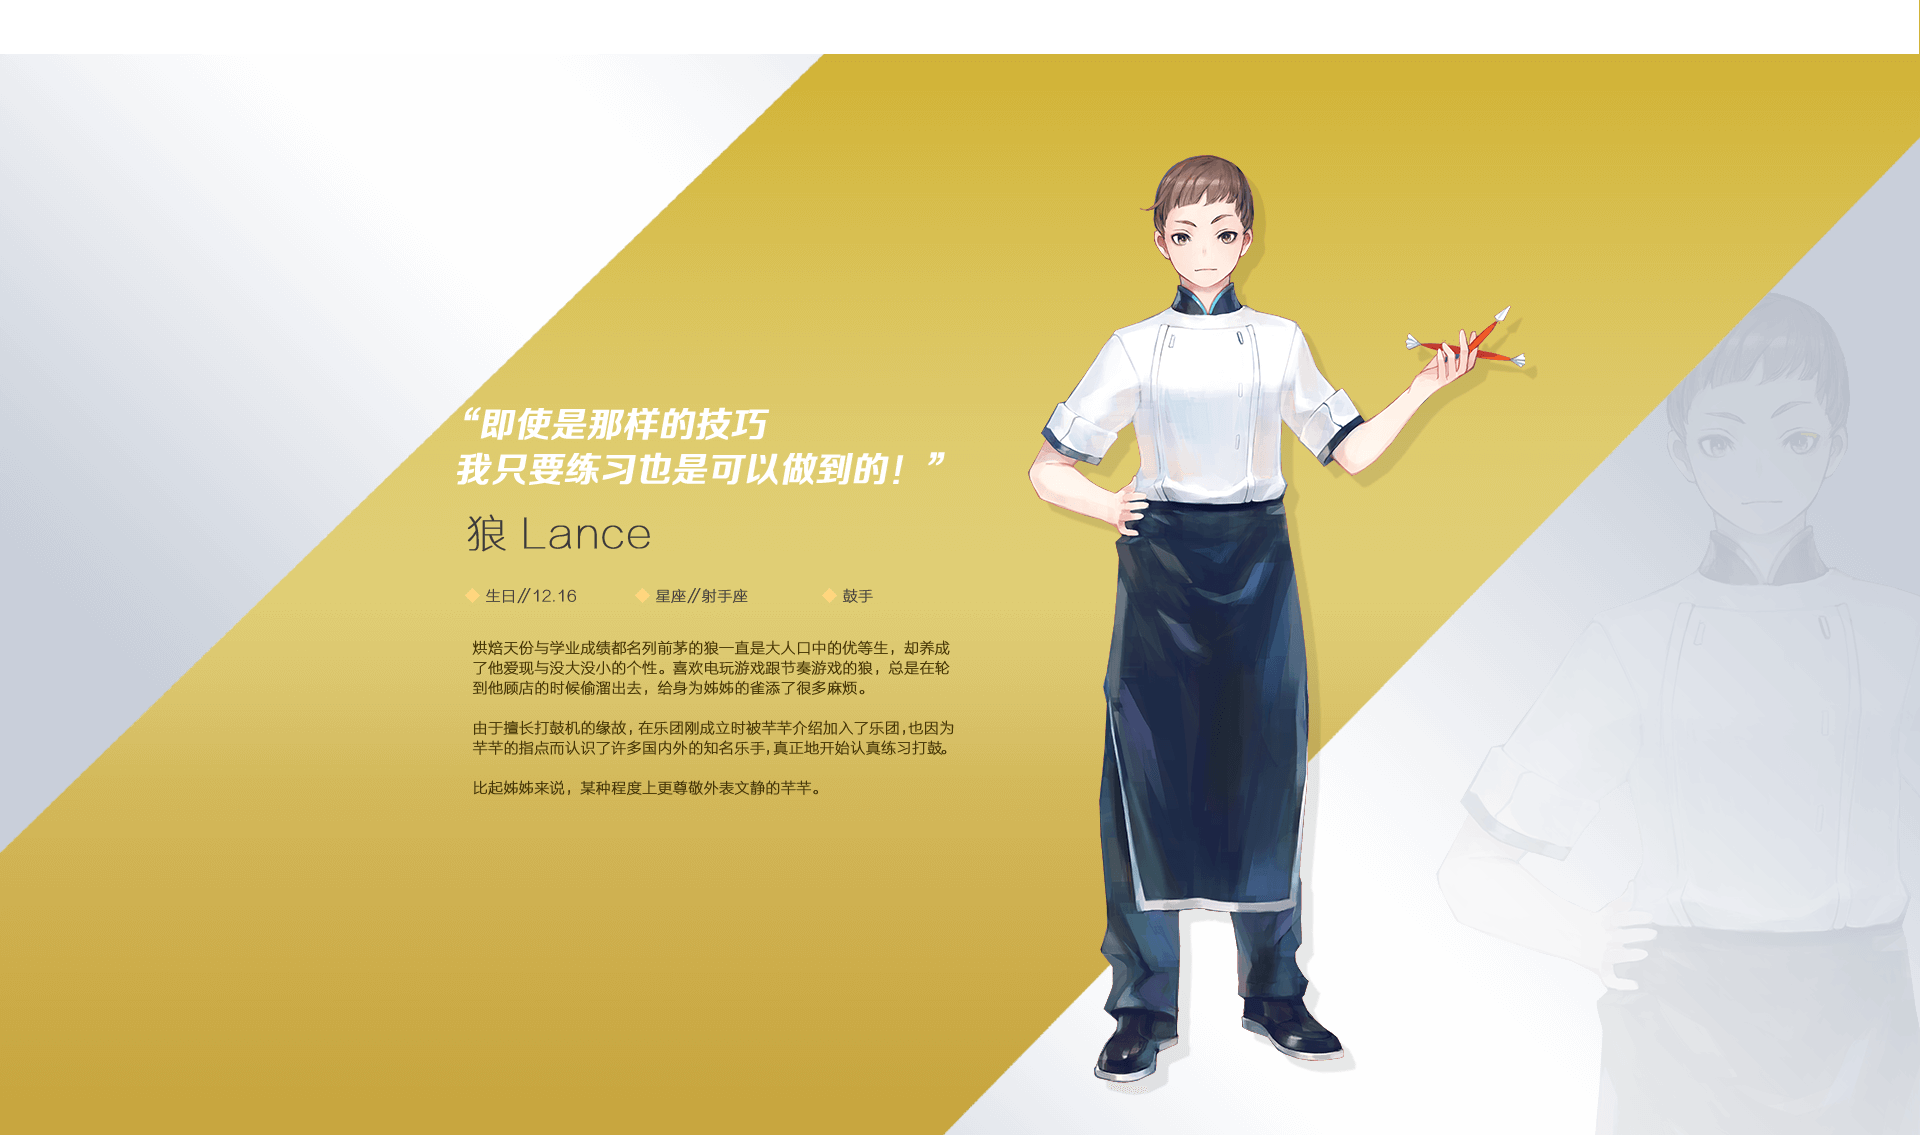 “即使是那样的技巧
我只要练习也是可以做到的！”
狼 Lance
生日//12.16 星座//射手座 鼓手
烘焙天份与学业成绩都名列前茅的狼一直是大人口中的优等生，却养成
了他爱现与没大没小的个性。喜欢电玩游戏跟节奏游戏的狼，总是在轮
到他顾店的时候偷溜出去，给身为姊姊的雀添了很多麻烦。
由于擅长打鼓机的缘故，在乐团刚成立时被芊芊介绍加入了乐团，也因为
芊芊的指点而认识了许多国内外的知名乐手，真正地开始认真练习打鼓。
比起姊姊来说，某种程度上更尊敬外表文静的芊芊。